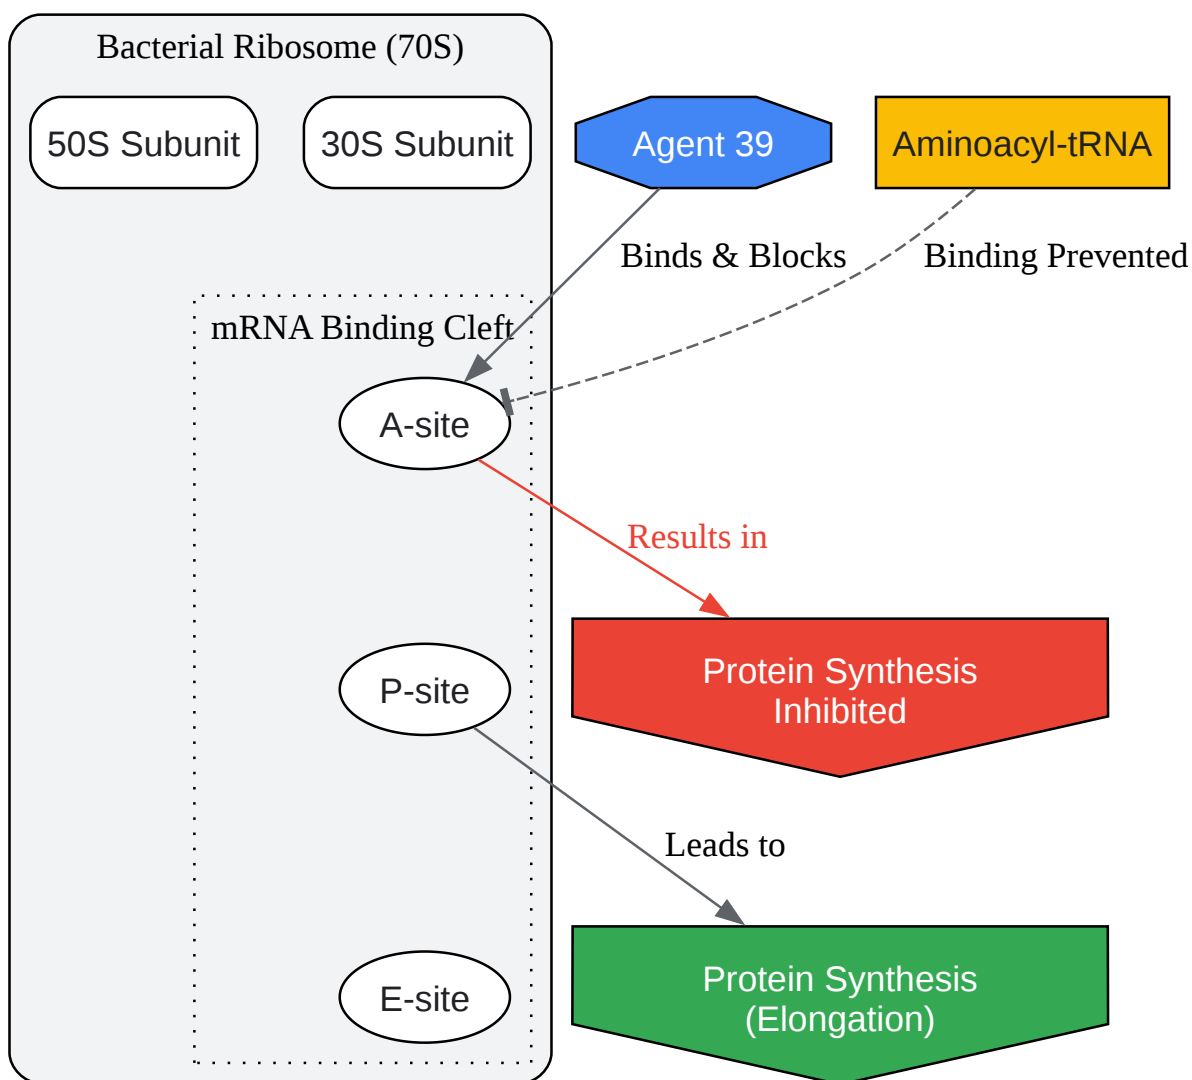 Bacterial Ribosome (70S)
50S Subunit
30S Subunit
Agent 39
Aminoacyl-tRNA
Binds & Blocks
Binding Prevented
mRNA Binding Cleft
A-site
Results in
Protein Synthesis
Inhibited
P-site
Leads to
Protein Synthesis
(Elongation)
E-site